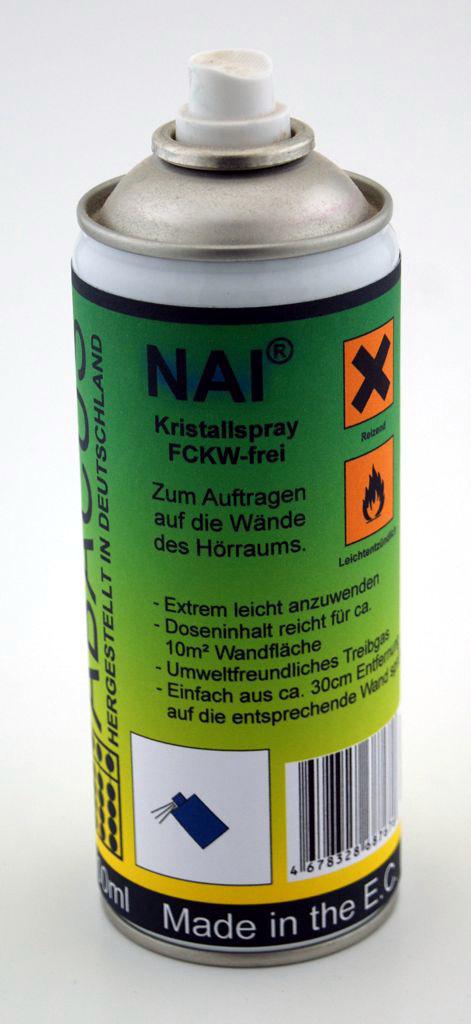 NAI®
Kristallspray
FCKW-frei
Zum Auftragen
auf die Wände
des Hörraums.
- Extrem leicht anzuwenden
- Doseninhalt reicht für ca.
10m² Wandfläche
- Umweltfreundliches Treibgas
- Einfach aus ca. 30cm Entfernung
auf die entsprechende Wand
Reizend
Leichtentzündlich
HERGESTELLT IN DEUTSCHLAND
ABACUS
Made in the E.C.